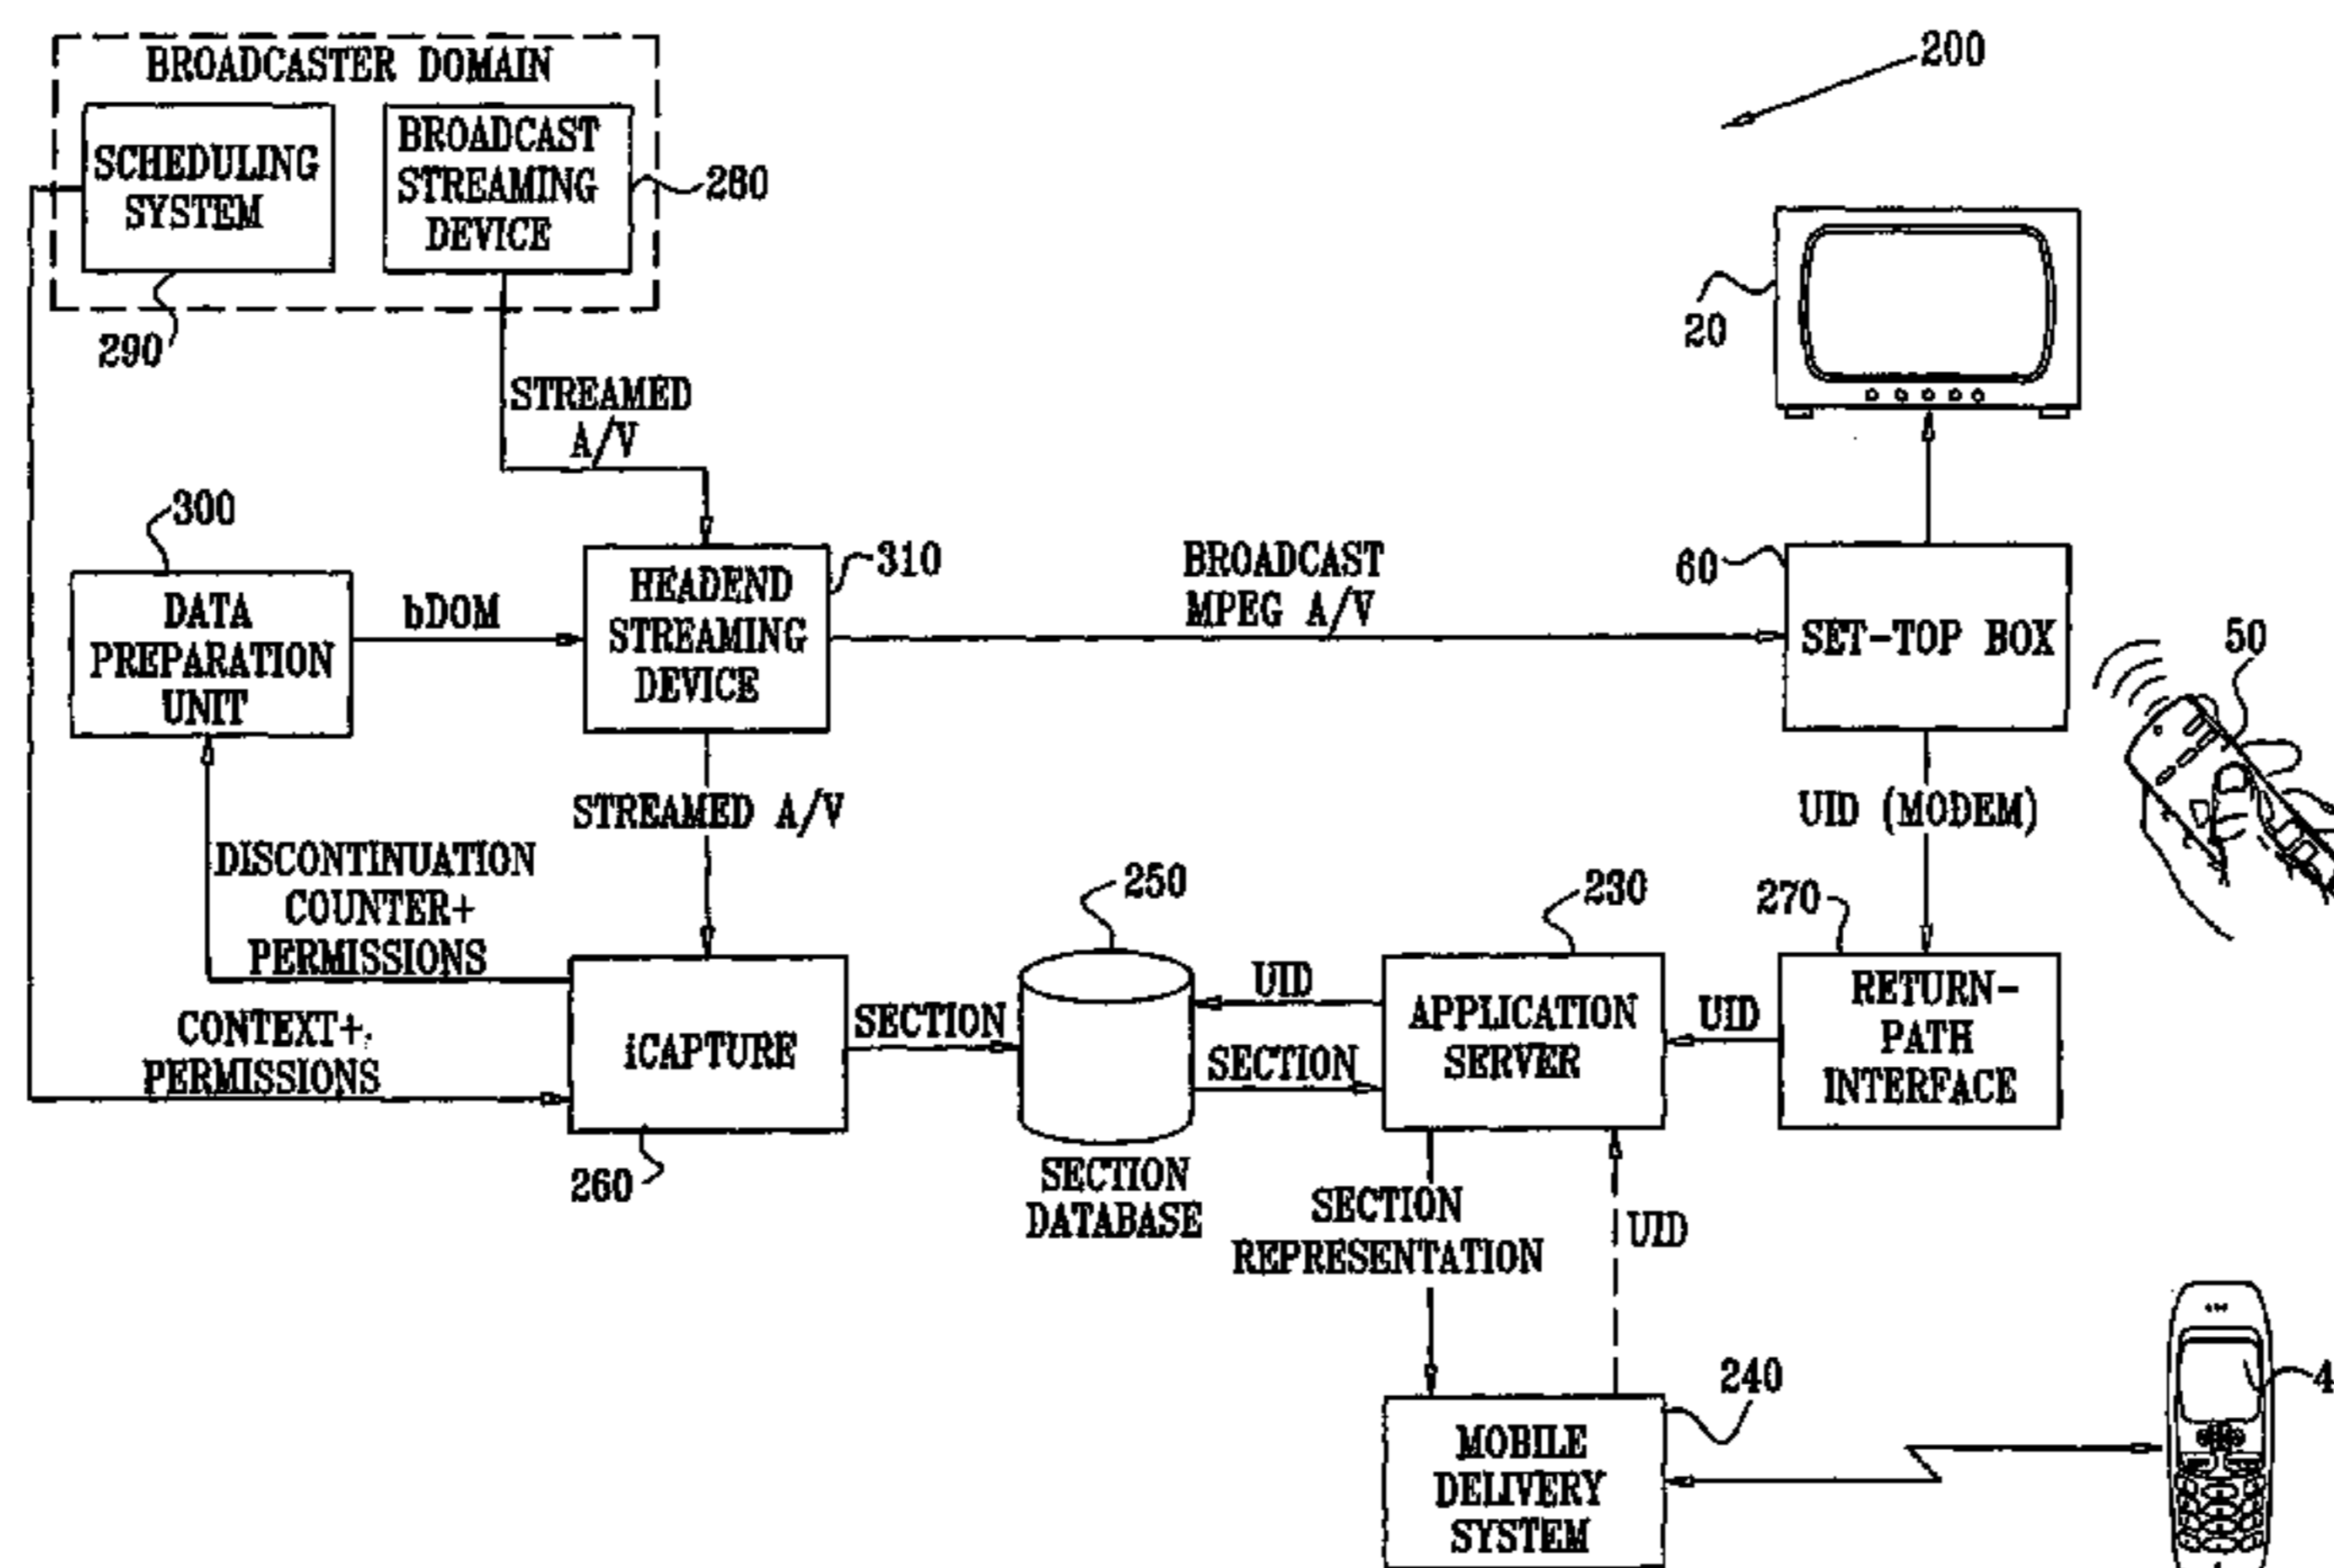 BROADCASTER DOMAIN
SCHEDULING
SYSTEM
BROADCAST
STREAMING
DEVICE
280
290
200
20
STREAMED
A/V
300
DATA
PREPARATION
UNIT
bDOM
HEADEND
STREAMING
DEVICE
310
BROADCAST
MPEG A/V
60
SET-TOP BOX
50
STREAMED A/V
UID (MODEM)
DISCONTINUATION
COUNTER+
PERMISSIONS
CONTEXT+
PERMISSIONS
iCAPTURE
260
SECTION
250
SECTION
DATABASE
UID
SECTION
230
APPLICATION
SERVER
UID
270
RETURN-
PATH
INTERFACE
SECTION
REPRESENTATION
UID
240
MOBILE
DELIVERY
SYSTEM
4